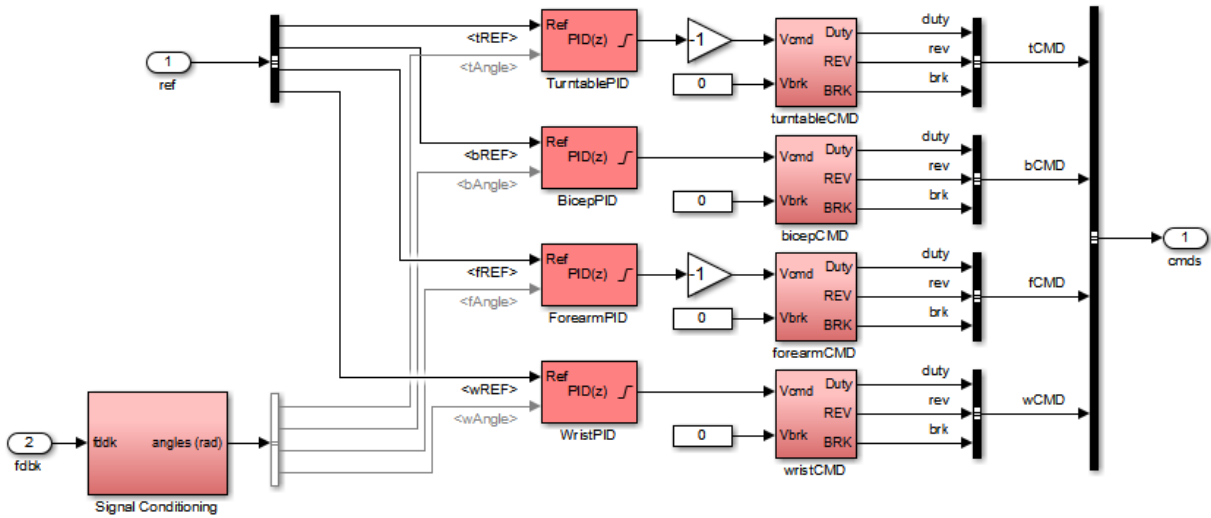 1
ref
<tREF>
<tAngle>
Ref
PID(z)
TurntablePID
-1
0
Vcmd
Vbrk
Duty
REV
BRK
turntableCMD
duty
rev
brk
tCMD
<bREF>
<bAngle>
Ref
PID(z)
BicepPID
0
Vcmd
Vbrk
Duty
REV
BRK
bicepCMD
duty
rev
brk
bCMD
1
cmds
<fREF>
<fAngle>
Ref
PID(z)
ForearmPID
-1
0
Vcmd
Vbrk
Duty
REV
BRK
forearmCMD
duty
rev
brk
fCMD
<wREF>
<wAngle>
Ref
PID(z)
WristPID
0
Vcmd
Vbrk
Duty
REV
BRK
wristCMD
duty
rev
brk
wCMD
2
fdbk
fdbk
angles (rad)
Signal Conditioning